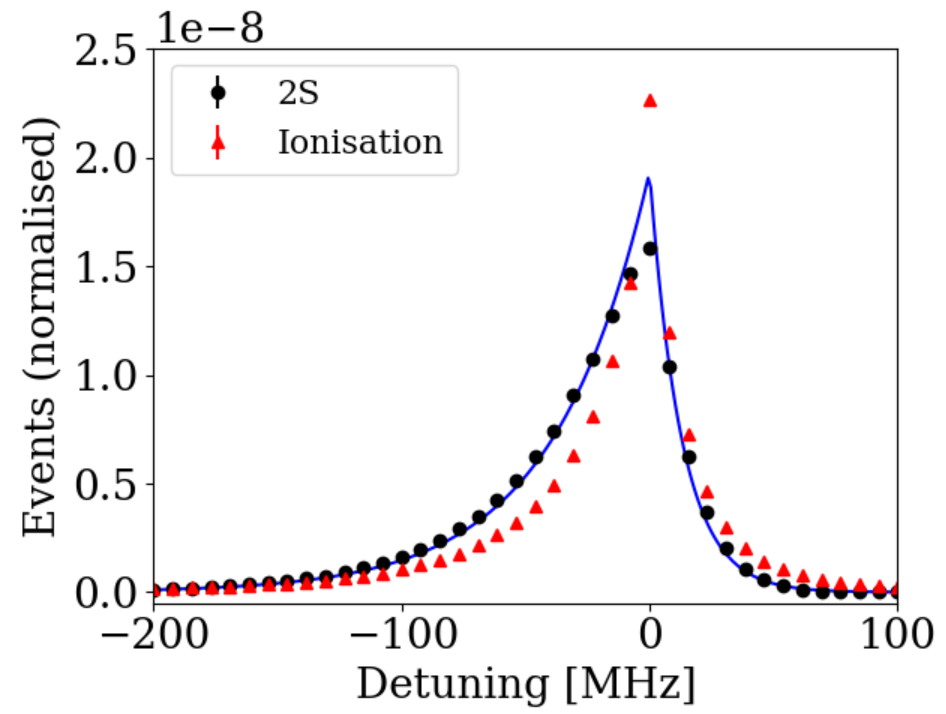 1e−8
2.5
2.0
1.5
1.0
0.5
0.0
Events (normalised)
2S
Ionisation
−200
−100
0
100
Detuning [MHz]